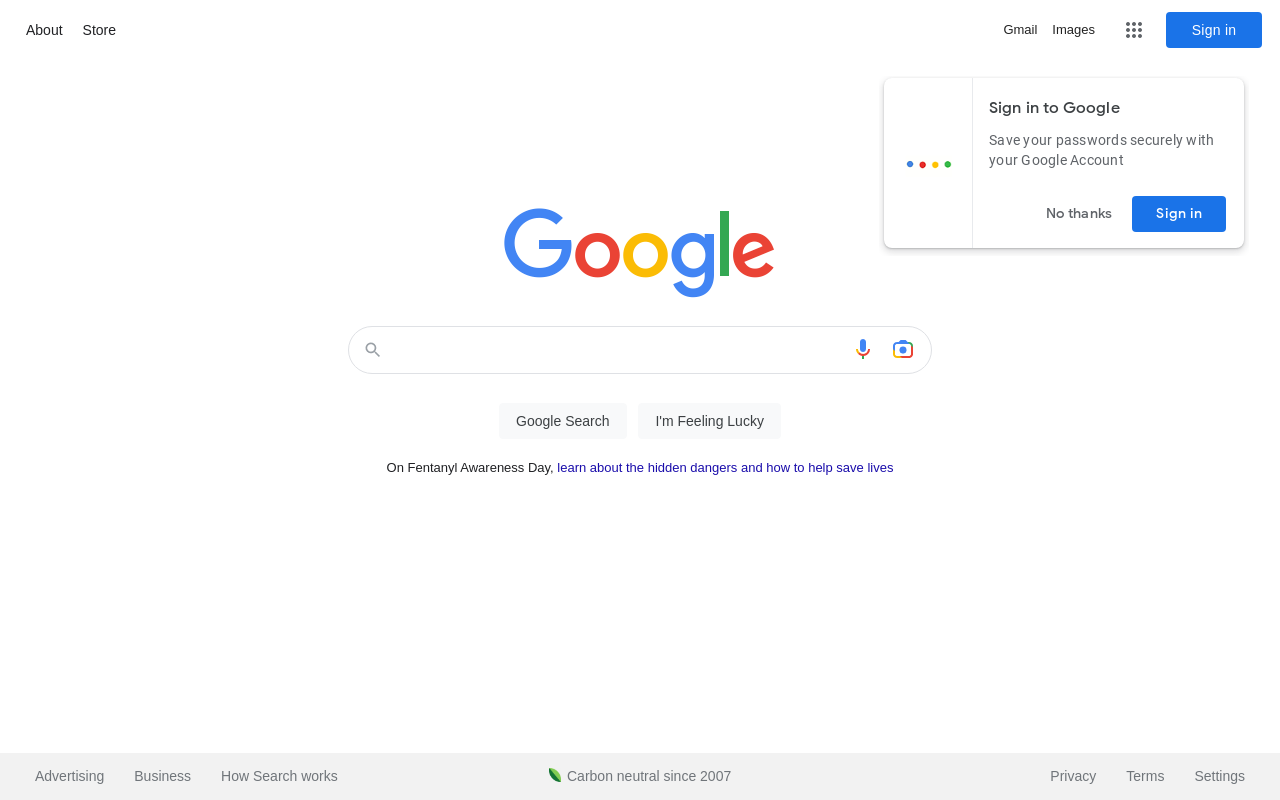 About Store Gmail Images Sign in
Sign in to Google
Save your passwords securely with
your Google Account
No thanks Sign in
Google
Google Search I'm Feeling Lucky
On Fentanyl Awareness Day, learn about the hidden dangers and how to help save lives
Advertising Business How Search works Carbon neutral since 2007 Privacy Terms Settings